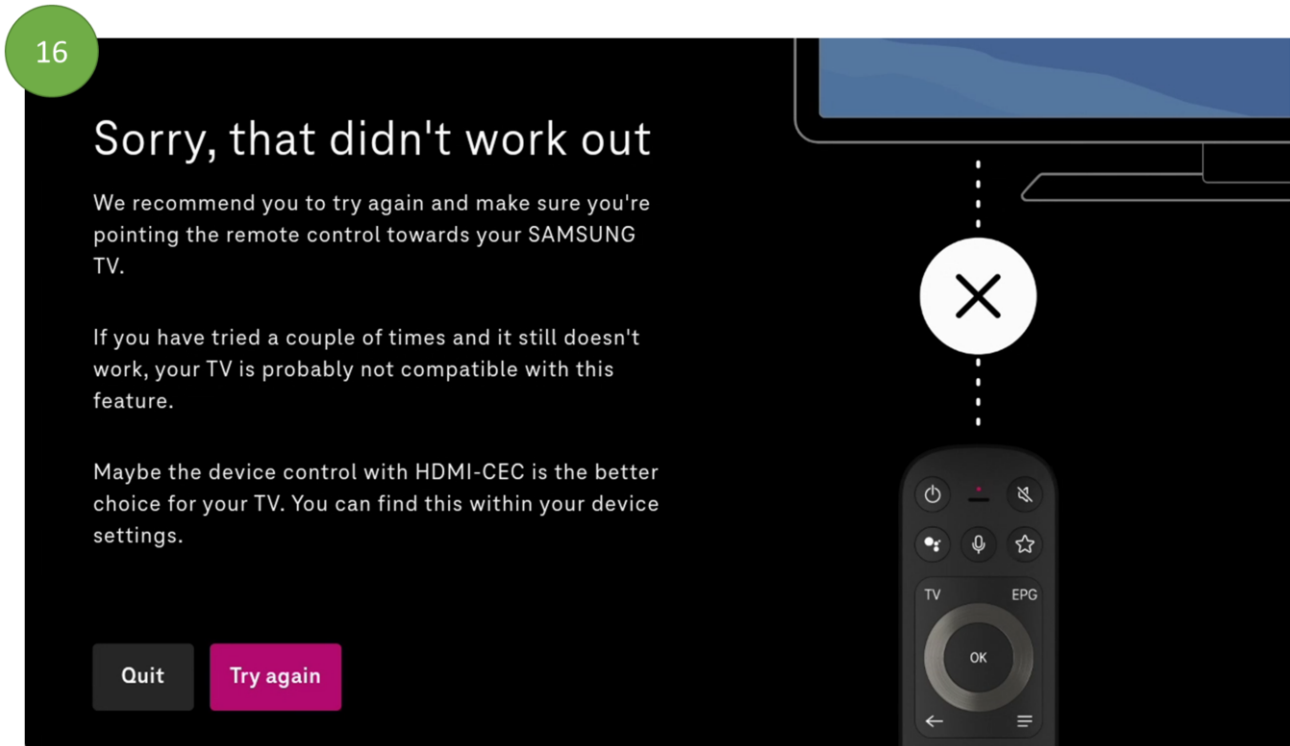 16
Sorry, that didn't work out
We recommend you to try again and make sure you're
pointing the remote control towards your SAMSUNG
TV.
If you have tried a couple of times and it still doesn't
work, your TV is probably not compatible with this
feature.
Maybe the device control with HDMI-CEC is the better
choice for your TV. You can find this within your device
settings.
Quit Try again
TV EPG
OK